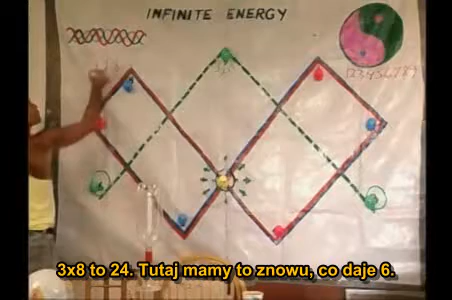 INFINITE ENERGY
3x8 to 24. Tutaj mamy to znowu, co daje 6.